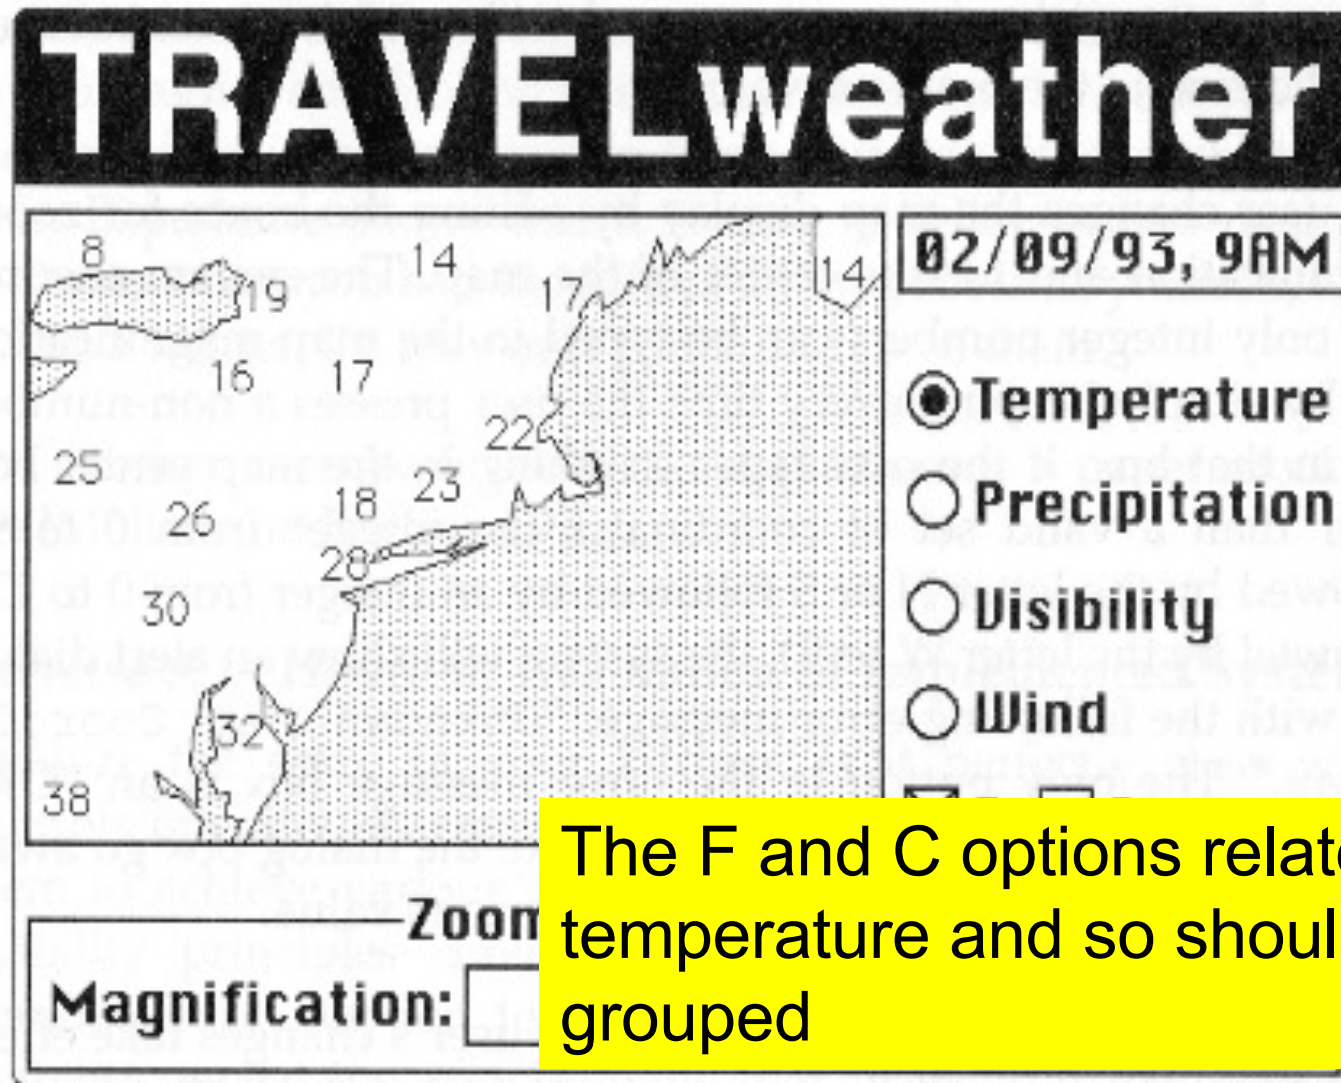 TRAVELweather
8 14
19 17 14
16 17
22
25 23
26 18
28
30
32
38
02/09/93, 9AM
Temperature
Precipitation
Visibility
Wind
Zoom
Magnification:
The F and C options relate
temperature and so shoul
grouped